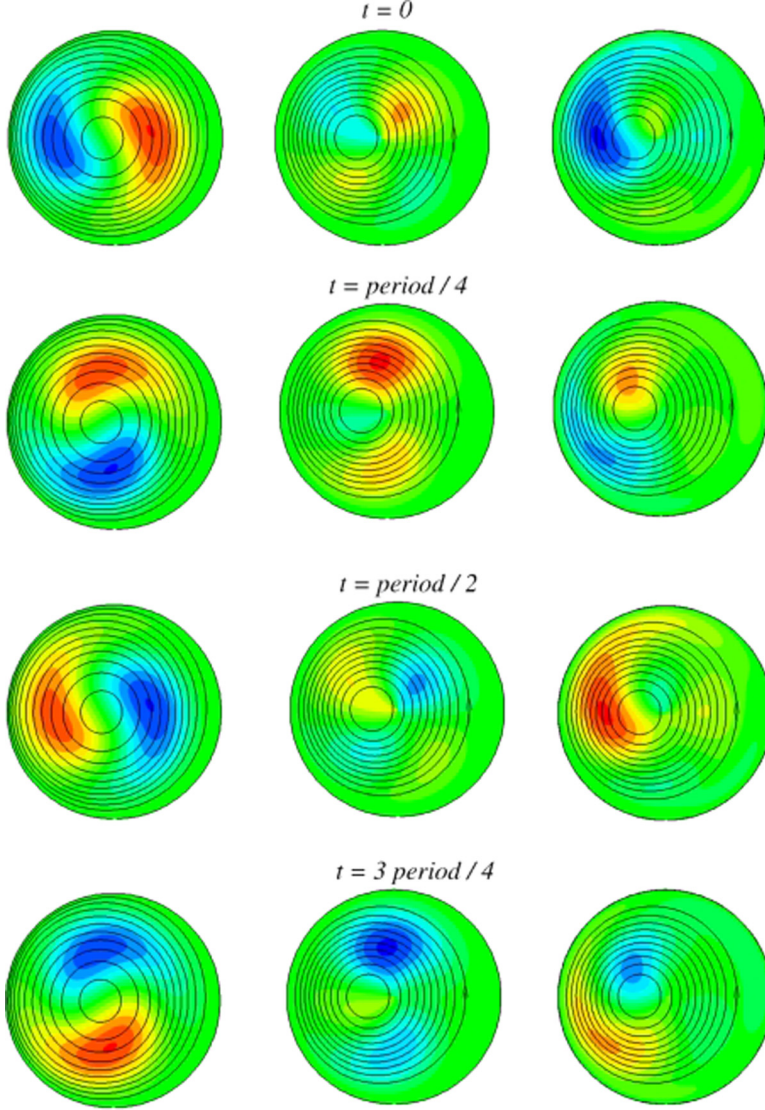 t = 0
t = period / 4
t = period / 2
t = 3 period / 4